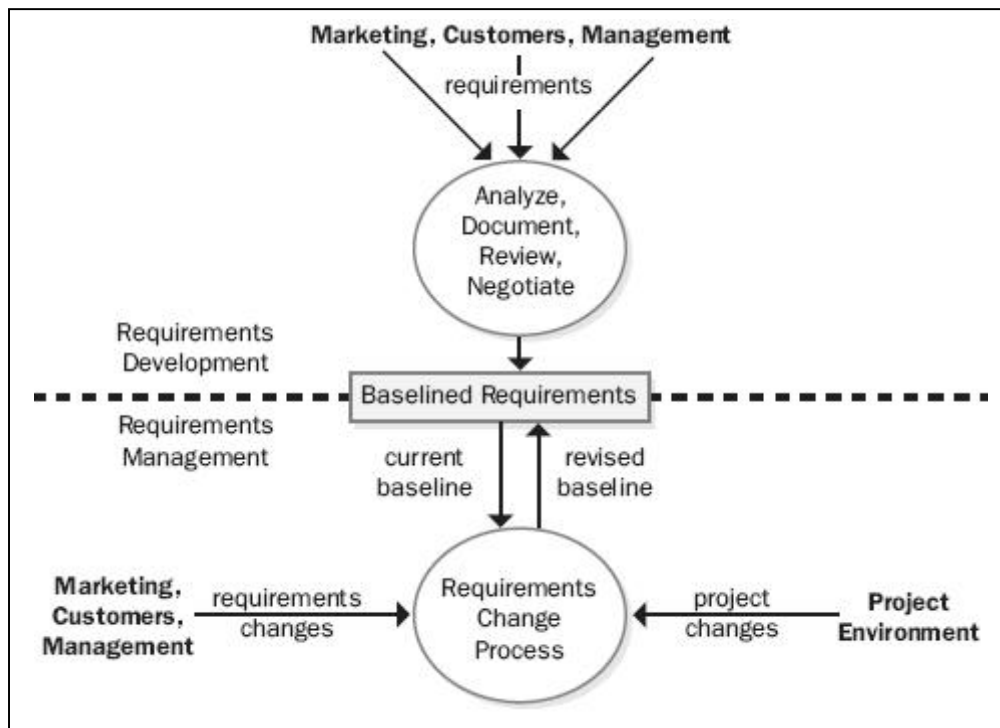 Marketing, Customers, Management
requirements
Analyze,
Document,
Review,
Negotiate
Requirements
Development
Baselined Requirements
Requirements
Management
current
baseline
revised
baseline
Marketing,
Customers,
Management
requirements
changes
Requirements
Change
Process
project
changes
Project
Environment